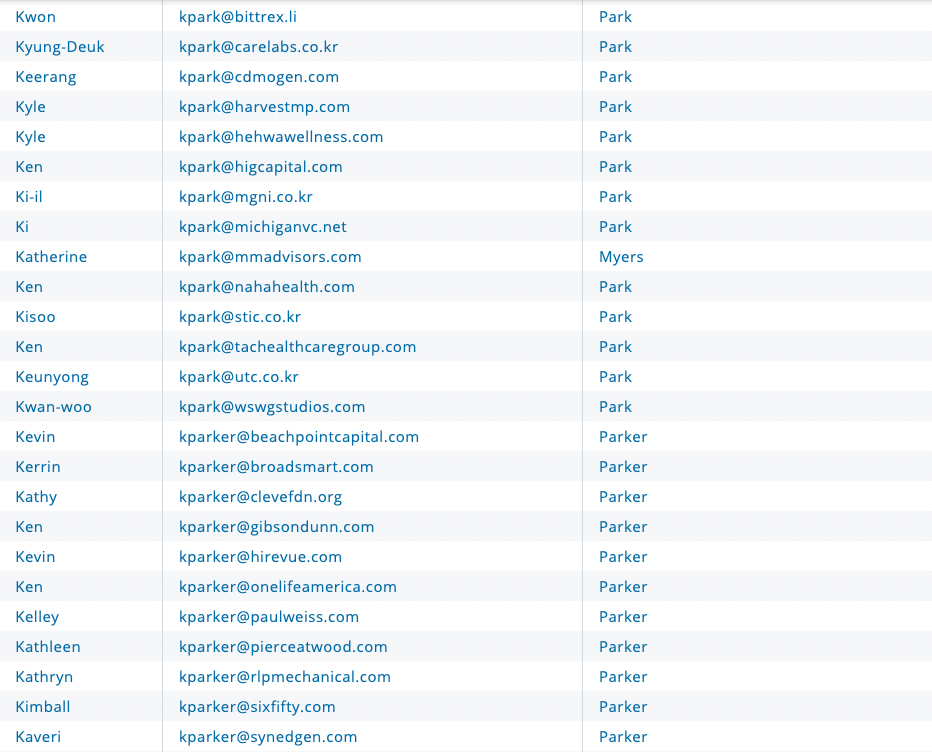 Kwon kpark@bittrex.li Park
Kyung-Deuk kpark@carelabs.co.kr Park
Keerang kpark@cdmogen.com Park
Kyle kpark@harvestmp.com Park
Kyle kpark@hehwawellness.com Park
Ken kpark@higcapital.com Park
Ki-il kpark@mgni.co.kr Park
Ki kpark@michiganvc.net Park
Katherine kpark@mmadvisors.com Myers
Ken kpark@nahahealth.com Park
Kisoo kpark@stic.co.kr Park
Ken kpark@tachealthcaregroup.com Park
Keunyong kpark@utc.co.kr Park
Kwan-woo kpark@wswgstudios.com Park
Kevin kparker@beachpointcapital.com Parker
Kerrin kparker@broadsmart.com Parker
Kathy kparker@clevefdn.org Parker
Ken kparker@gibsondunn.com Parker
Kevin kparker@hirevue.com Parker
Ken kparker@onelifeamerica.com Parker
Kelley kparker@paulweiss.com Parker
Kathleen kparker@pierceatwood.com Parker
Kathryn kparker@rlpmechanical.com Parker
Kimball kparker@sixfifty.com Parker
Kaveri kparker@synedgen.com Parker